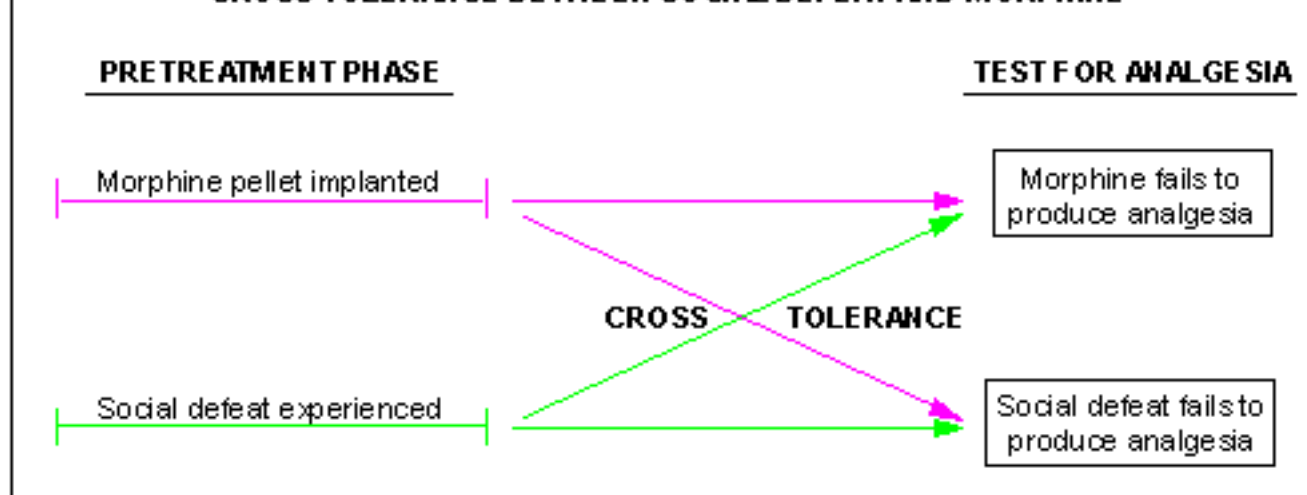 PRETREATMENT PHASE
TEST FOR ANALGESIA
Morphine pellet implanted
Morphine fails to
produce analgesia
CROSS TOLERANCE
Social defeat experienced
Social defeat fails to
produce analgesia